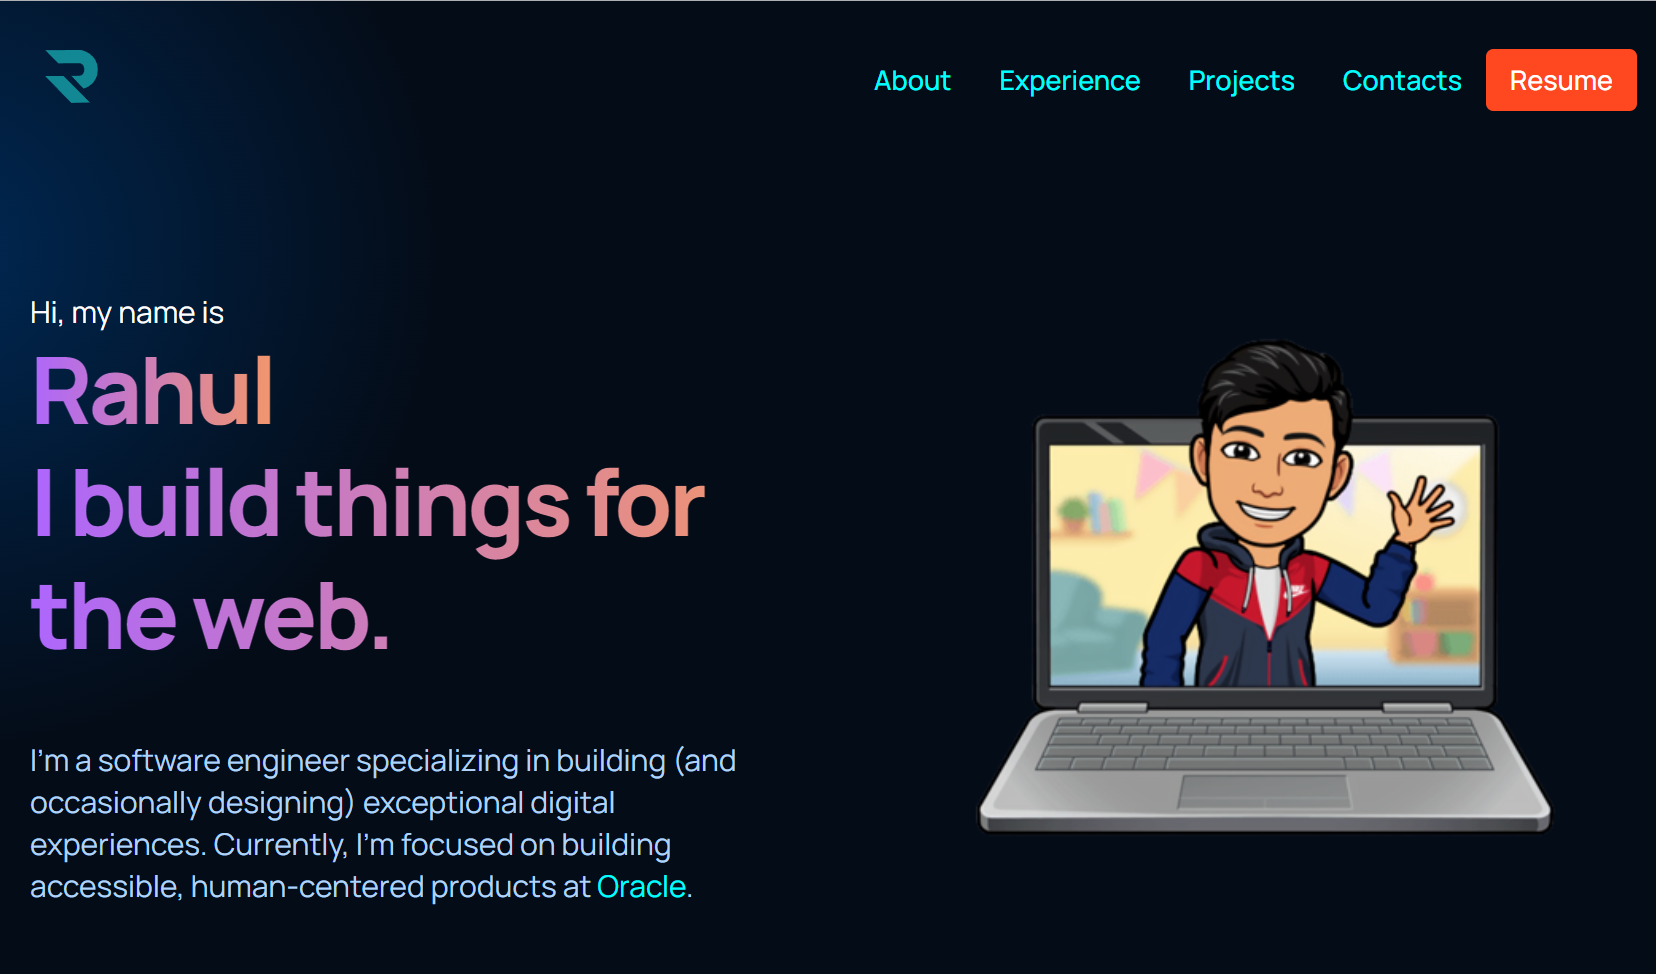 About Experience Projects Contacts Resume
Hi, my name is
Rahul
I build things for
the web.
I'm a software engineer specializing in building (and
occasionally designing) exceptional digital
experiences. Currently, I'm focused on building
accessible, human-centered products at Oracle.